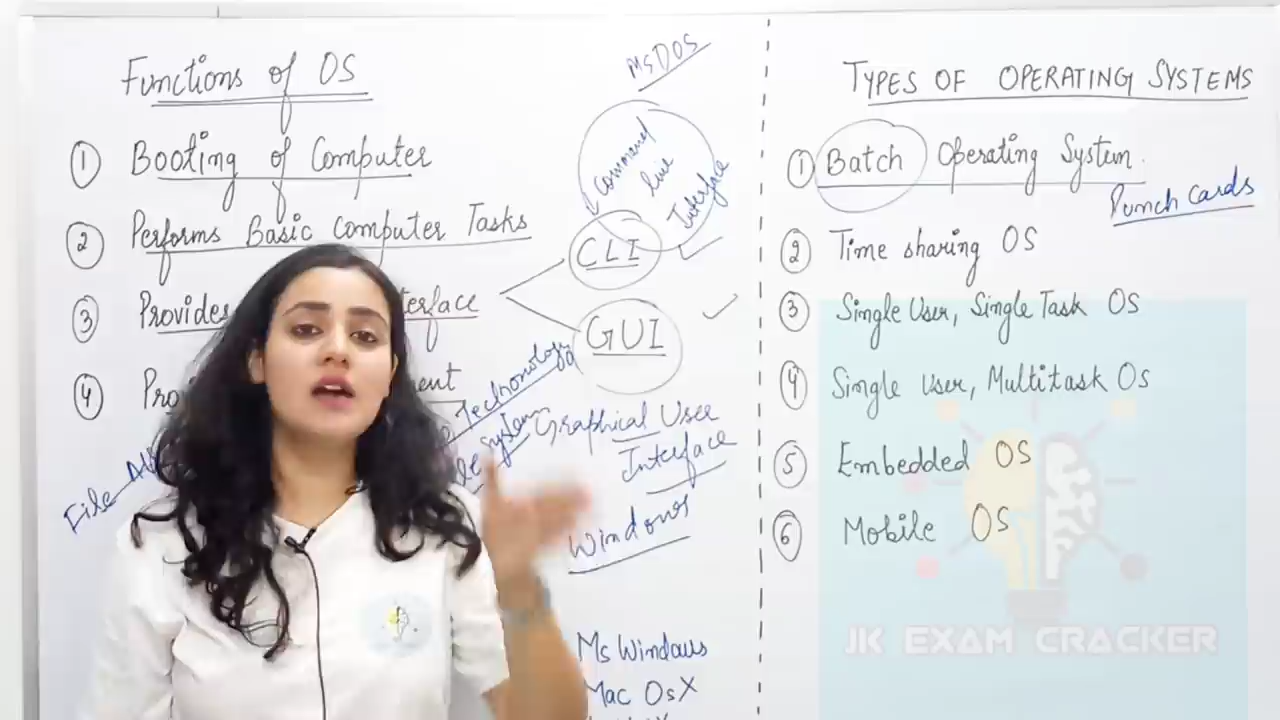 Functions of OS
① Booting of Computer
② Performs Basic Computer Tasks
③ Provides
④
File
MsDOS
Command
line
Interface
CLI
GUI
Technology
System
Graphical User
Interface
Windows
Ms Windows
Mac OsX
TYPES OF OPERATING SYSTEMS
① Batch Operating System.
Punch Cards
② Time sharing OS
③ Single User, Single Task OS
④ Single User, Multitask OS
⑤ Embedded OS
⑥ Mobile OS
JK EXAM CRACKER